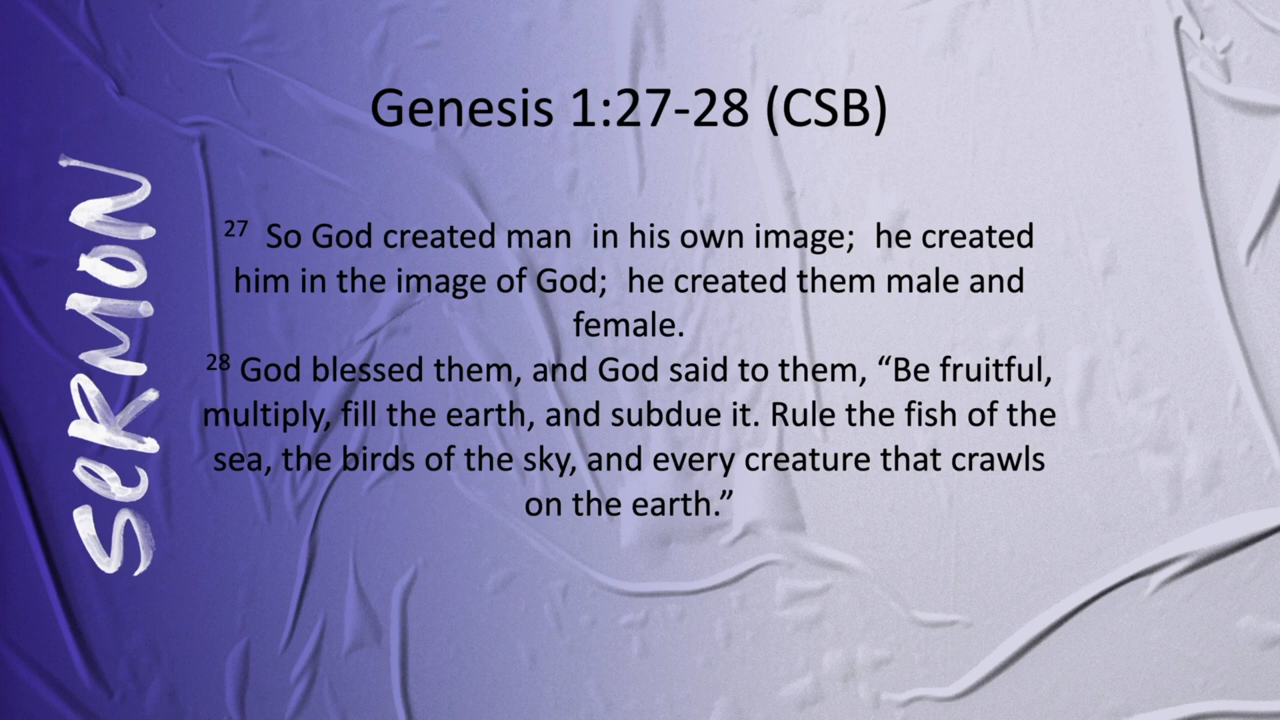 SERMON
Genesis 1:27-28 (CSB)
27 So God created man in his own image; he created
him in the image of God; he created them male and
female.
28 God blessed them, and God said to them, “Be fruitful,
multiply, fill the earth, and subdue it. Rule the fish of the
sea, the birds of the sky, and every creature that crawls
on the earth.”